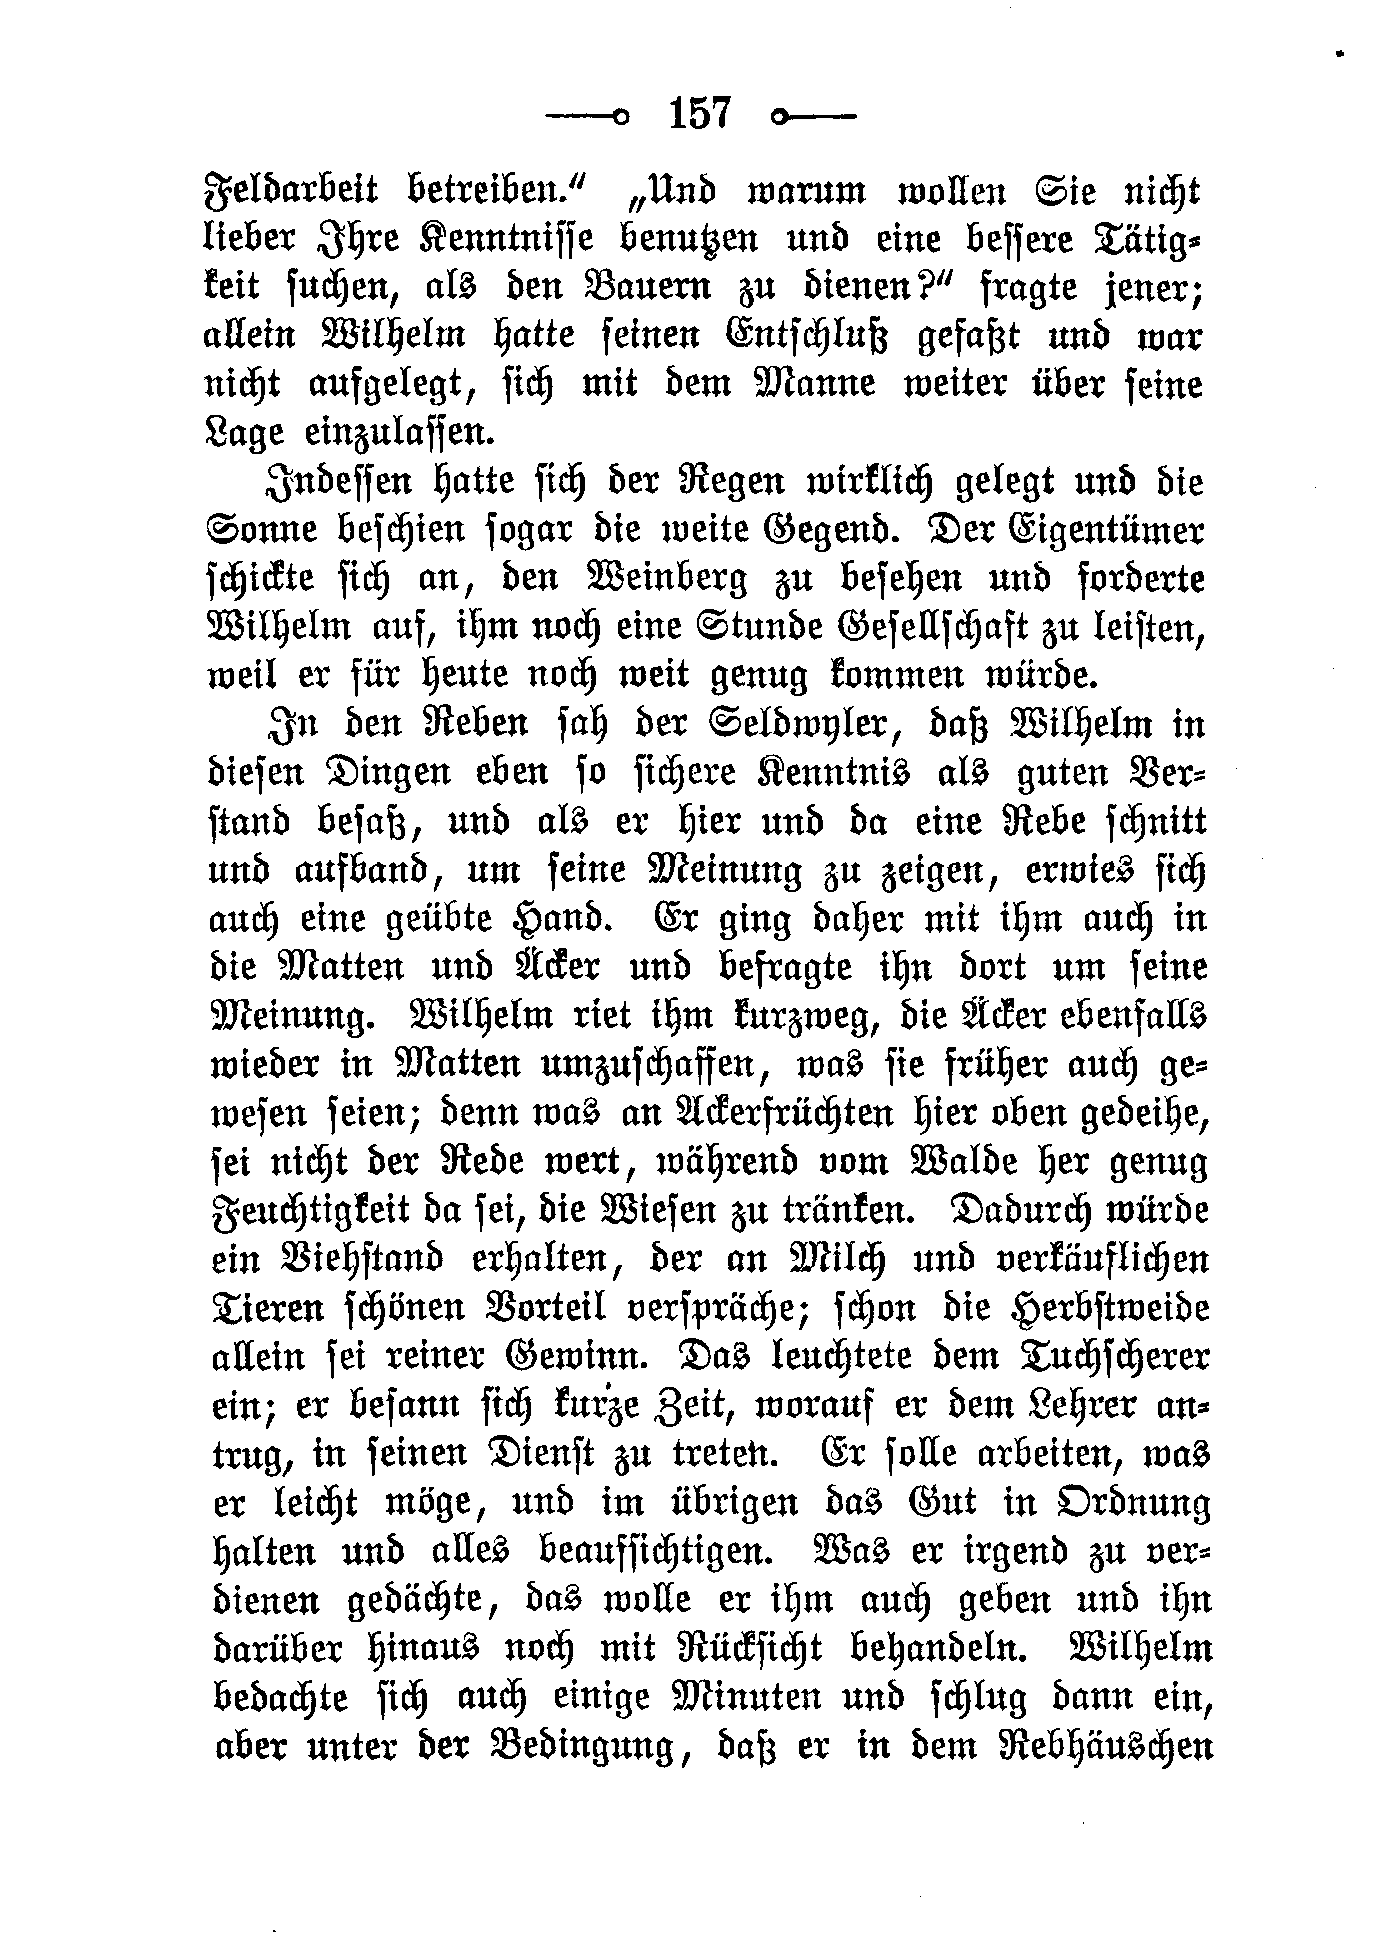 157
Feldarbeit betreiben.“ „Und warum wollen Sie nicht
lieber Ihre Kenntnisse benutzen und eine bessere Tätig-
keit suchen, als den Bauern zu dienen?“ fragte jener;
allein Wilhelm hatte seinen Entschluß gefaßt und war
nicht aufgelegt, sich mit dem Manne weiter über seine
Lage einzulassen.
Indessen hatte sich der Regen wirklich gelegt und die
Sonne beschien sogar die weite Gegend. Der Eigentümer
schickte sich an, den Weinberg zu besehen und forderte
Wilhelm auf, ihm noch eine Stunde Gesellschaft zu leisten,
weil er für heute noch weit genug kommen würde.
In den Reben sah der Seldwyler, daß Wilhelm in
diesen Dingen eben so sichere Kenntnis als guten Ver-
stand besaß, und als er hier und da eine Rebe schnitt
und aufband, um seine Meinung zu zeigen, erwies sich
auch eine geübte Hand. Er ging daher mit ihm auch in
die Matten und Äcker und befragte ihn dort um seine
Meinung. Wilhelm riet ihm kurzweg, die Äcker ebenfalls
wieder in Matten umzuschaffen, was sie früher auch ge-
wesen seien; denn was an Ackerfrüchten hier oben gedeihe,
sei nicht der Rede wert, während vom Walde her genug
Feuchtigkeit da sei, die Wiesen zu tränken. Dadurch würde
ein Viehstand erhalten, der an Milch und verkäuflichen
Tieren schönen Vorteil verspräche; schon die Herbstweide
allein sei reiner Gewinn. Das leuchtete dem Tuchscherer
ein; er besann sich kurze Zeit, worauf er dem Lehrer an-
trug, in seinen Dienst zu treten. Er solle arbeiten, was
er leicht möge, und im übrigen das Gut in Ordnung
halten und alles beaufsichtigen. Was er irgend zu ver-
dienen gedächte, das wolle er ihm auch geben und ihn
darüber hinaus noch mit Rücksicht behandeln. Wilhelm
bedachte sich auch einige Minuten und schlug dann ein,
aber unter der Bedingung, daß er in dem Rebhäuschen